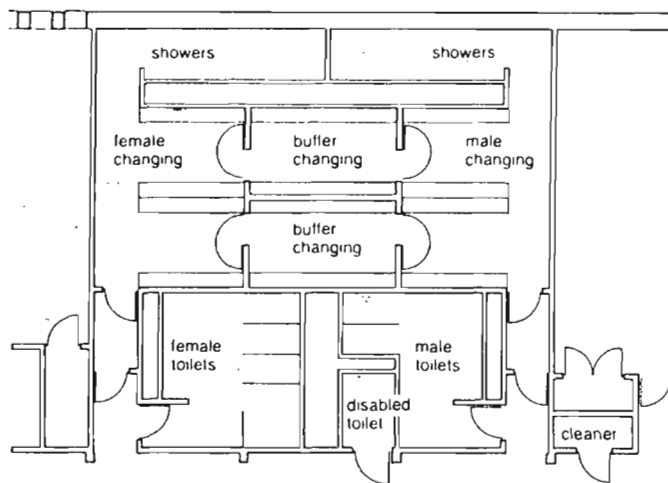 showers
showers
female
changing
buffer
changing
male
changing
buffer
changing
female
toilets
male
toilets
disabled
toilet
cleaner